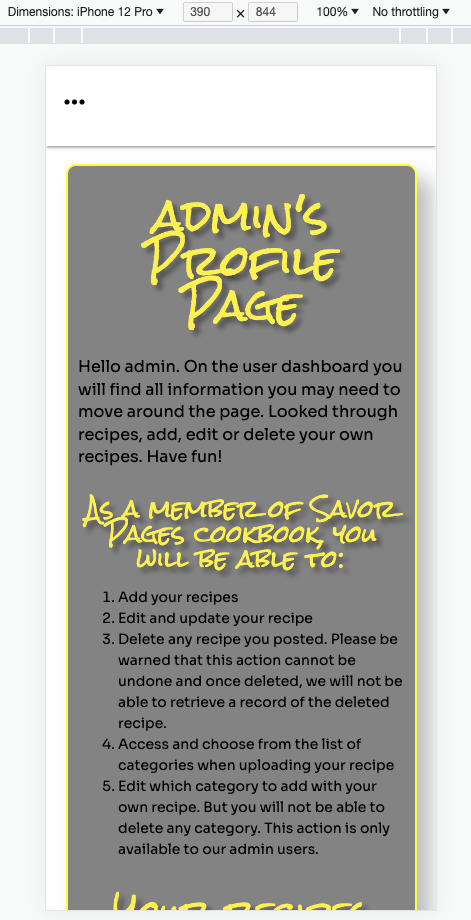 Dimensions: iPhone 12 Pro ▼ 390 × 844 100% ▼ No throttling ▼
•••
Admin's
Profile
Page
Hello admin. On the user dashboard you
will find all information you may need to
move around the page. Looked through
recipes, add, edit or delete your own
recipes. Have fun!
As a member of Savor
Pages cookbook, you
will be able to:
1. Add your recipes
2. Edit and update your recipe
3. Delete any recipe you posted. Please be
warned that this action cannot be
undone and once deleted, we will not be
able to retrieve a record of the deleted
recipe.
4. Access and choose from the list of
categories when uploading your recipe
5. Edit which category to add with your
own recipe. But you will not be able to
delete any category. This action is only
available to our admin users.
Your recipes